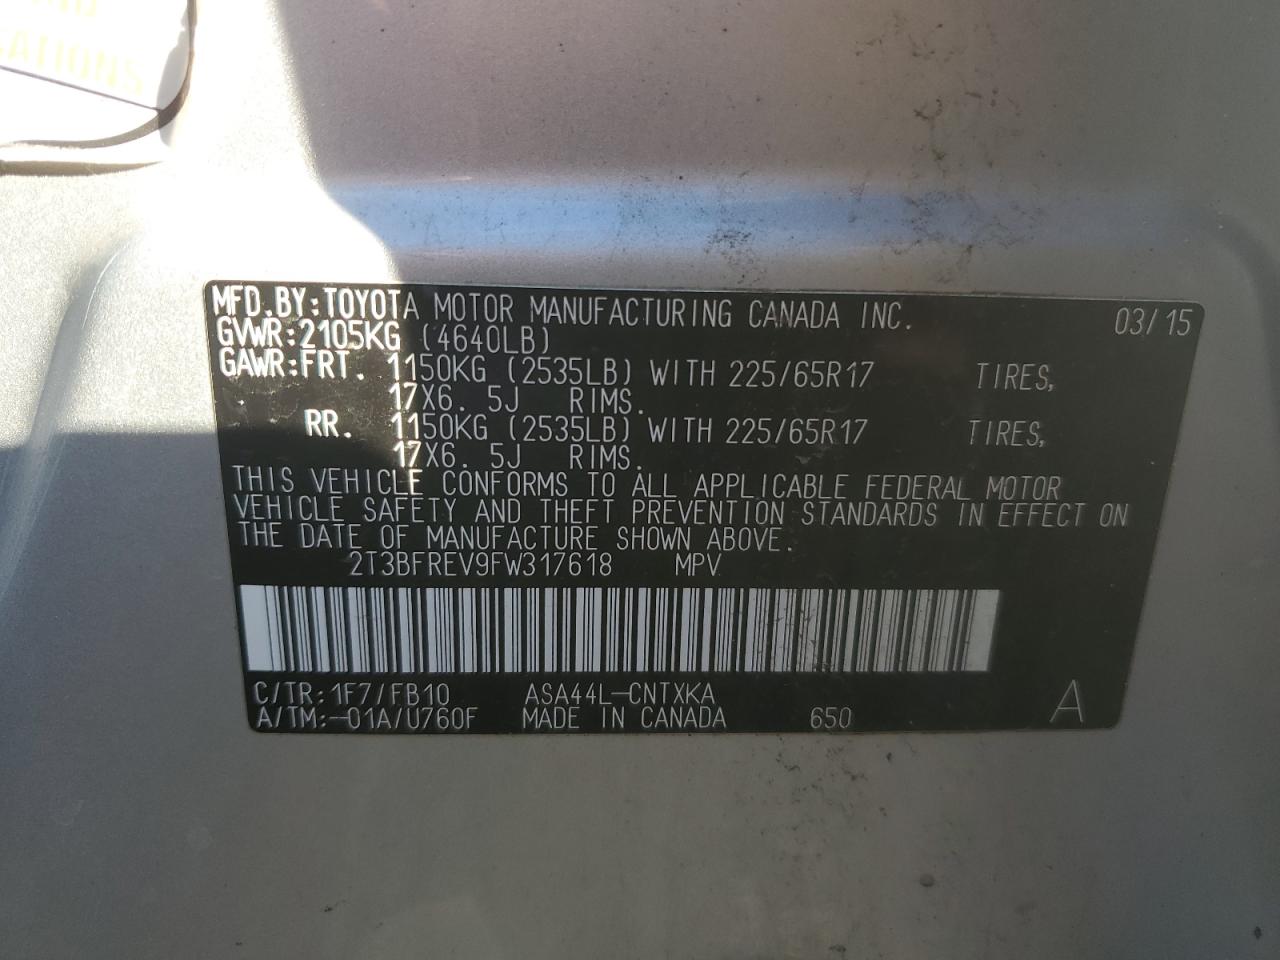 ATIONS
MFD.BY:TOYOTA MOTOR MANUFACTURING CANADA INC. 03/15
GVWR:2105KG (4640LB)
GAWR:FRT. 1150KG (2535LB) WITH 225/65R17 TIRES,
17X6. 5J RIMS.
RR. 1150KG (2535LB) WITH 225/65R17 TIRES,
17X6. 5J RIMS.
THIS VEHICLE CONFORMS TO ALL APPLICABLE FEDERAL MOTOR
VEHICLE SAFETY AND THEFT PREVENTION STANDARDS IN EFFECT ON
THE DATE OF MANUFACTURE SHOWN ABOVE.
2T3BFREV9FW317618 MPV
C/TR:1F7/FB10 ASA44L-CNTXKA A
A/TM:-01A/U760F MADE IN CANADA 650